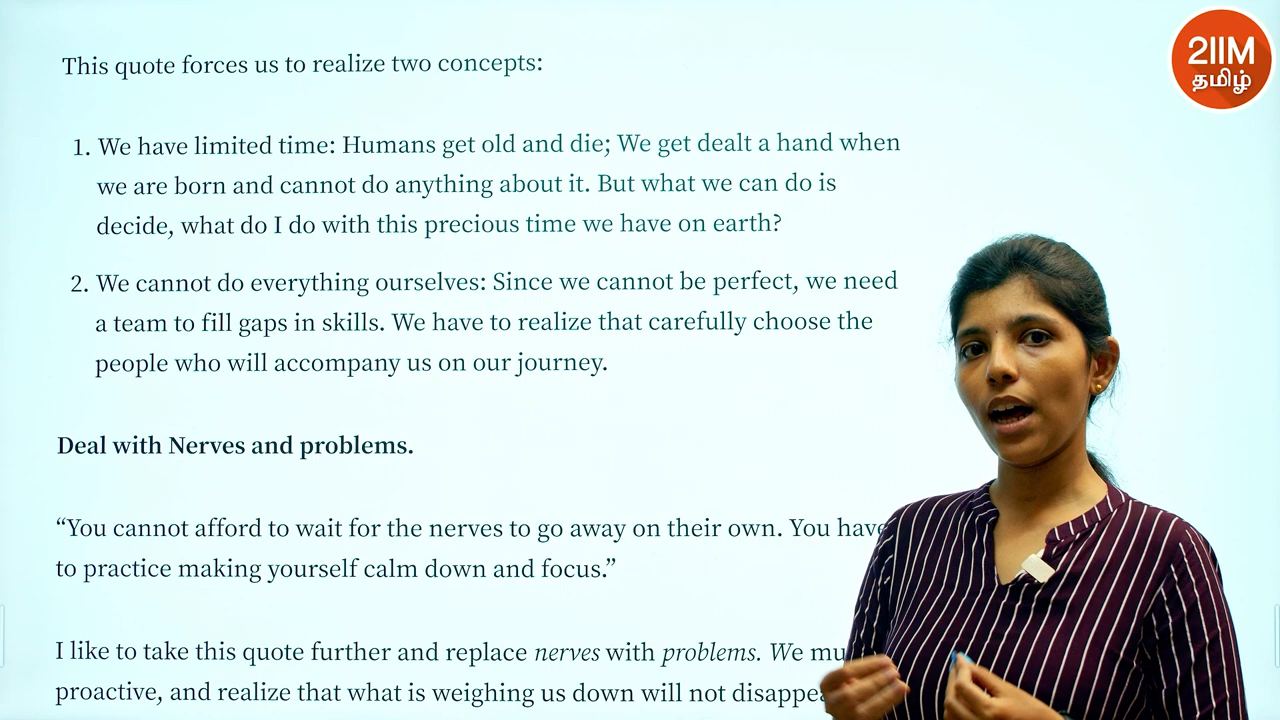 2IIM
தமிழ்
This quote forces us to realize two concepts:
1. We have limited time: Humans get old and die; We get dealt a hand when
we are born and cannot do anything about it. But what we can do is
decide, what do I do with this precious time we have on earth?
2. We cannot do everything ourselves: Since we cannot be perfect, we need
a team to fill gaps in skills. We have to realize that carefully choose the
people who will accompany us on our journey.
Deal with Nerves and problems.
“You cannot afford to wait for the nerves to go away on their own. You have
to practice making yourself calm down and focus.”
I like to take this quote further and replace nerves with problems. We
proactive, and realize that what is weighing us down will not